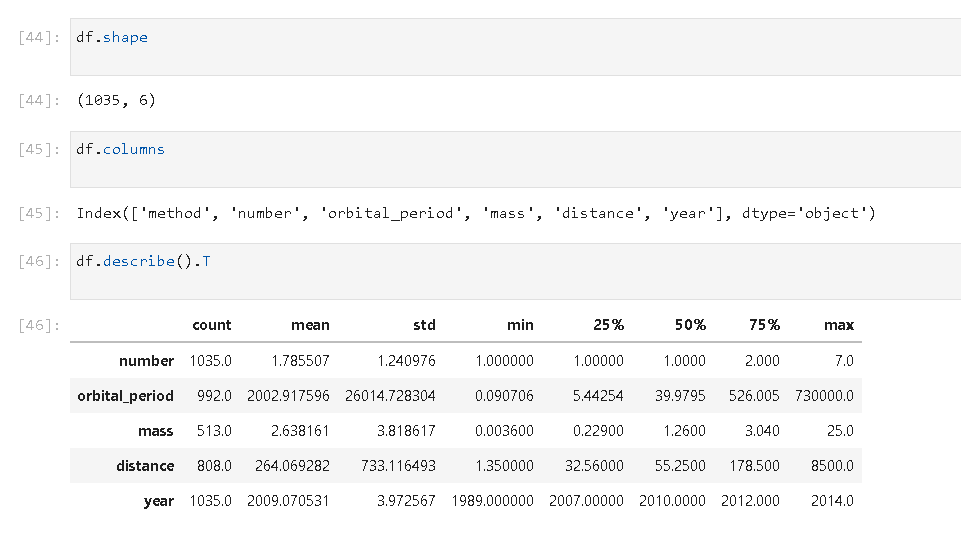 [44]: df.shape
[44]: (1035, 6)
[45]: df.columns
[45]: Index(['method', 'number', 'orbital_period', 'mass', 'distance', 'year'], dtype='object')
[46]: df.describe().T
[46]: count mean std min 25% 50% 75% max
number 1035.0 1.785507 1.240976 1.000000 1.00000 1.0000 2.000 7.0
orbital_period 992.0 2002.917596 26014.728304 0.090706 5.44254 39.9795 526.005 730000.0
mass 513.0 2.638161 3.818617 0.003600 0.22900 1.2600 3.040 25.0
distance 808.0 264.069282 733.116493 1.350000 32.56000 55.2500 178.500 8500.0
year 1035.0 2009.070531 3.972567 1989.000000 2007.00000 2010.0000 2012.000 2014.0